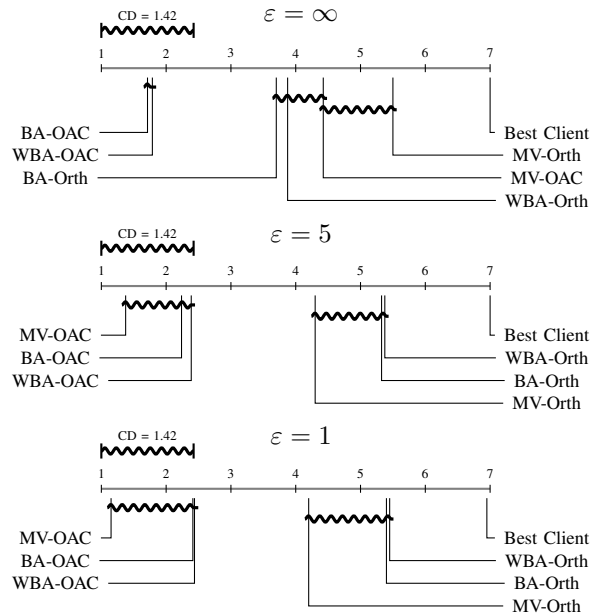 CD = 1.42
ε = ∞
1 2 3 4 5 6 7
BA-OAC Best Client
WBA-OAC MV-Orth
BA-Orth MV-OAC
WBA-Orth
CD = 1.42
ε = 5
1 2 3 4 5 6 7
MV-OAC Best Client
BA-OAC WBA-Orth
WBA-OAC BA-Orth
MV-Orth
CD = 1.42
ε = 1
1 2 3 4 5 6 7
MV-OAC Best Client
BA-OAC WBA-Orth
WBA-OAC BA-Orth
MV-Orth